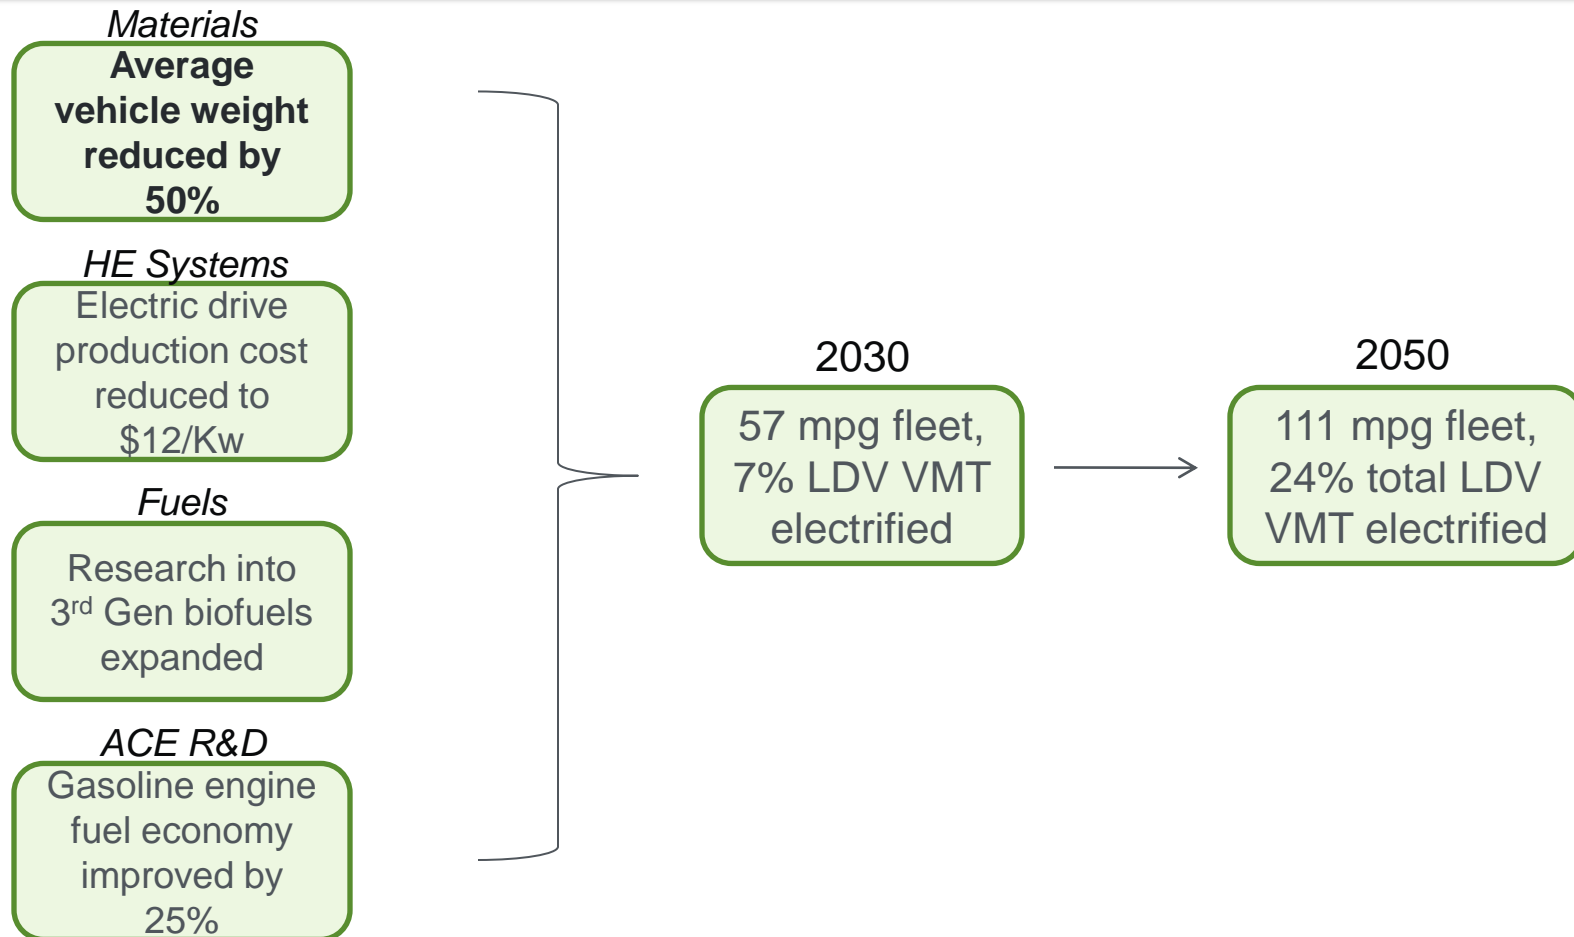 Materials
Average
vehicle weight
reduced by
50%
HE Systems
Electric drive
production cost
reduced to
$12/Kw
Fuels
Research into
3rd Gen biofuels
expanded
ACE R&D
Gasoline engine
fuel economy
improved by
25%
2030
57 mpg fleet,
7% LDV VMT
electrified
2050
111 mpg fleet,
24% total LDV
VMT electrified